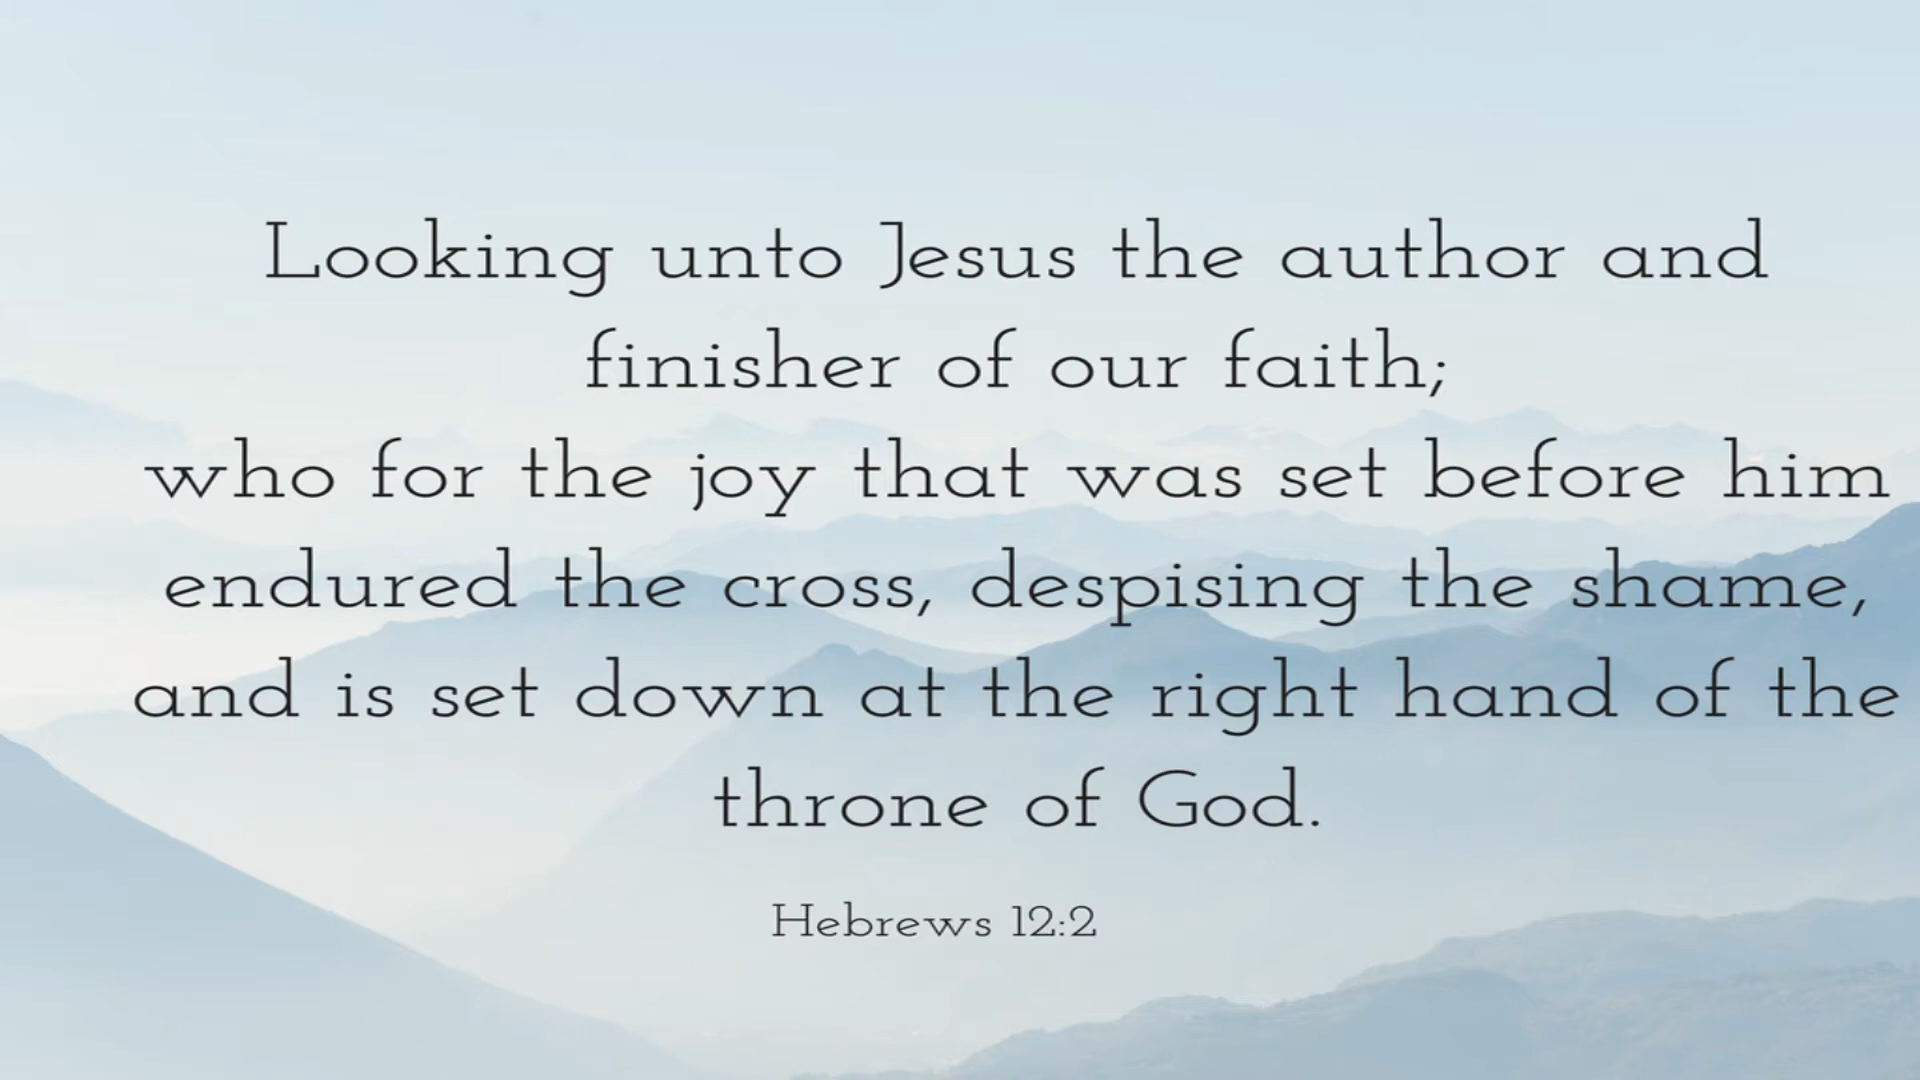 Looking unto Jesus the author and
finisher of our faith;
who for the joy that was set before him
endured the cross, despising the shame,
and is set down at the right hand of the
throne of God.
Hebrews 12:2